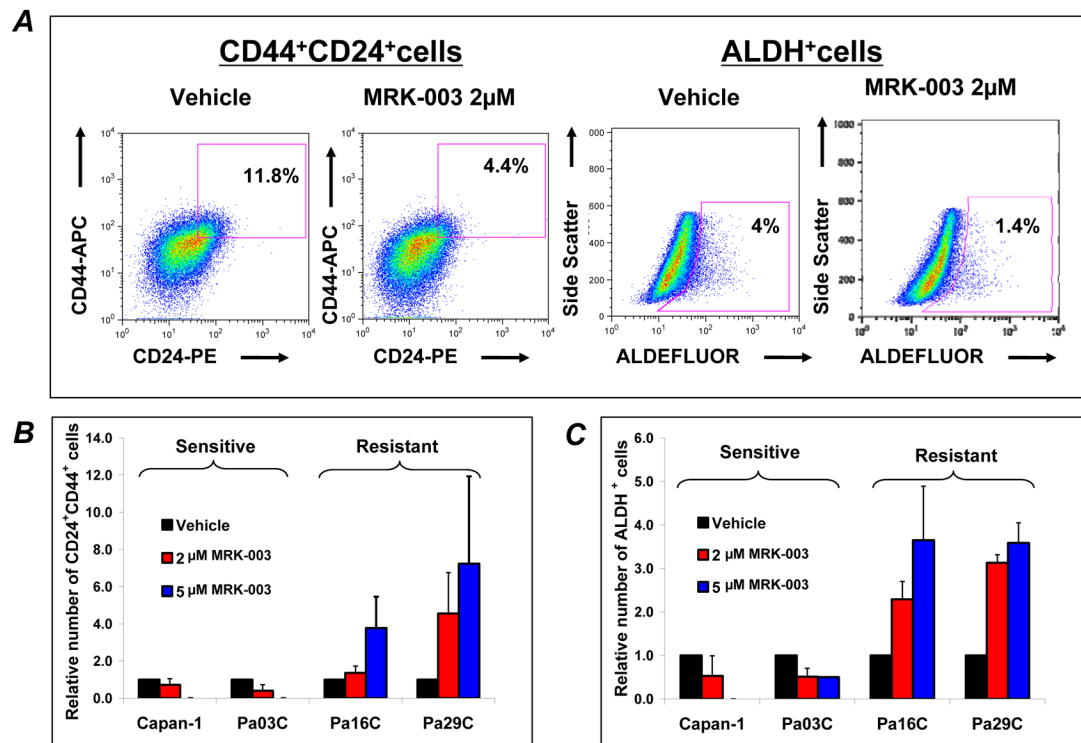 A
CD44⁺CD24⁺cells
ALDH⁺cells
Vehicle
MRK-003 2µM
Vehicle
MRK-003 2µM
CD44-APC
10⁴
10³
10²
10¹
10⁰
11.8%
10⁰ 10¹ 10² 10³ 10⁴
CD24-PE
CD44-APC
10⁴
10³
10²
10¹
10⁰
4.4%
10⁰ 10¹ 10² 10³ 10⁴
CD24-PE
Side Scatter
02
800
600
400
200
0
4%
10⁰ 10¹ 10² 10³ 10⁴
ALDEFLUOR
Side Scatter
1000
800
600
400
200
0
1.4%
10⁰ 10¹ 10² 10³ 10⁴
ALDEFLUOR
B
Relative number of CD24⁺CD44⁺ cells
14.0
12.0
10.0
8.0
6.0
4.0
2.0
0.0
Sensitive
Resistant
Vehicle
2 µM MRK-003
5 µM MRK-003
Capan-1 Pa03C Pa16C Pa29C
C
Relative number of ALDH⁺ cells
6.0
5.0
4.0
3.0
2.0
1.0
0.0
Sensitive
Resistant
Vehicle
2 µM MRK-003
5 µM MRK-003
Capan-1 Pa03C Pa16C Pa29C